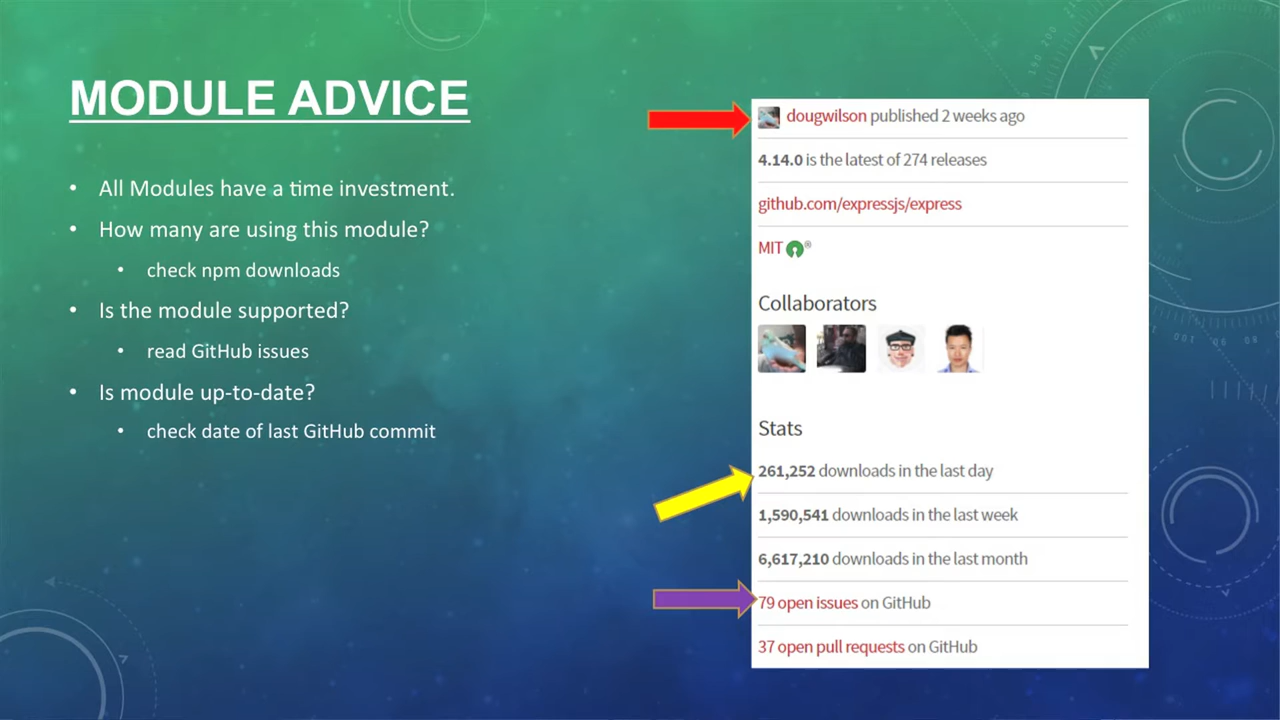 MODULE ADVICE
• All Modules have a time investment.
• How many are using this module?
• check npm downloads
• Is the module supported?
• read GitHub issues
• Is module up-to-date?
• check date of last GitHub commit
dougwilson published 2 weeks ago
4.14.0 is the latest of 274 releases
github.com/expressjs/express
MIT ®
Collaborators
Stats
261,252 downloads in the last day
1,590,541 downloads in the last week
6,617,210 downloads in the last month
79 open issues on GitHub
37 open pull requests on GitHub